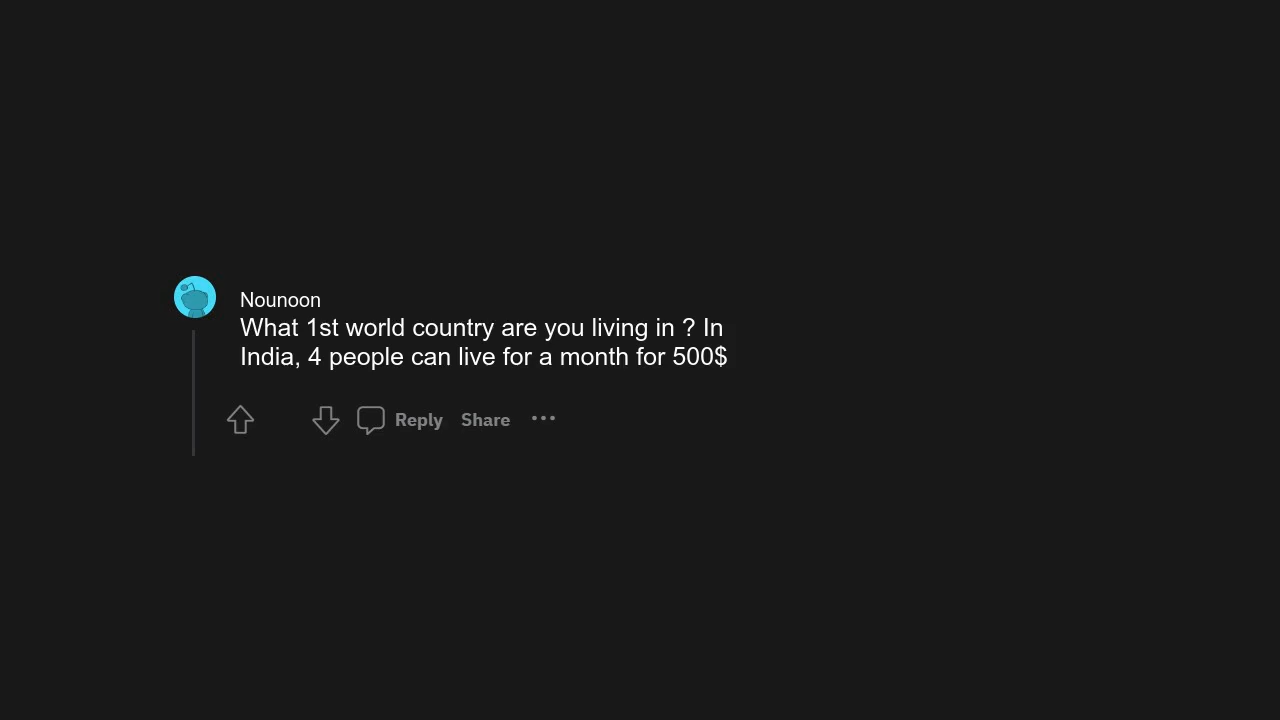 Nounoon
What 1st world country are you living in ? In
India, 4 people can live for a month for 500$
Reply Share